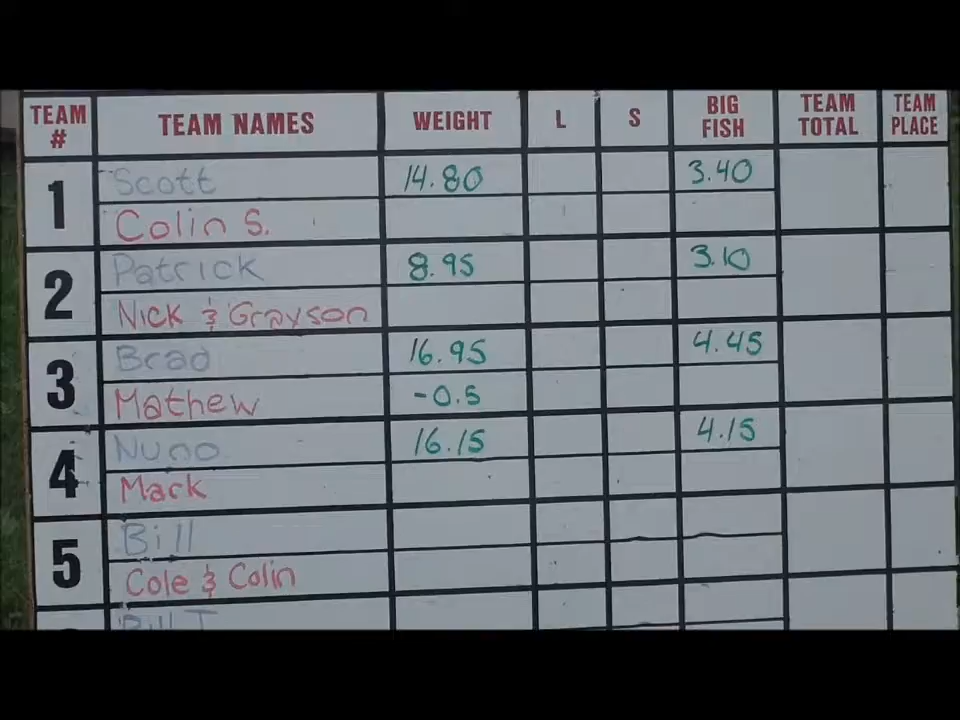 TEAM # TEAM NAMES WEIGHT L S BIG FISH TEAM TOTAL TEAM PLACE
1 Scott 14.80 3.40
Colin S.
2 Patrick 8.95 3.10
Nick & Grayson
3 Brad 16.95 4.45
Mathew -0.5
4 Nuno 16.15 4.15
Mark
5 Bill
Cole & Colin
Bill T